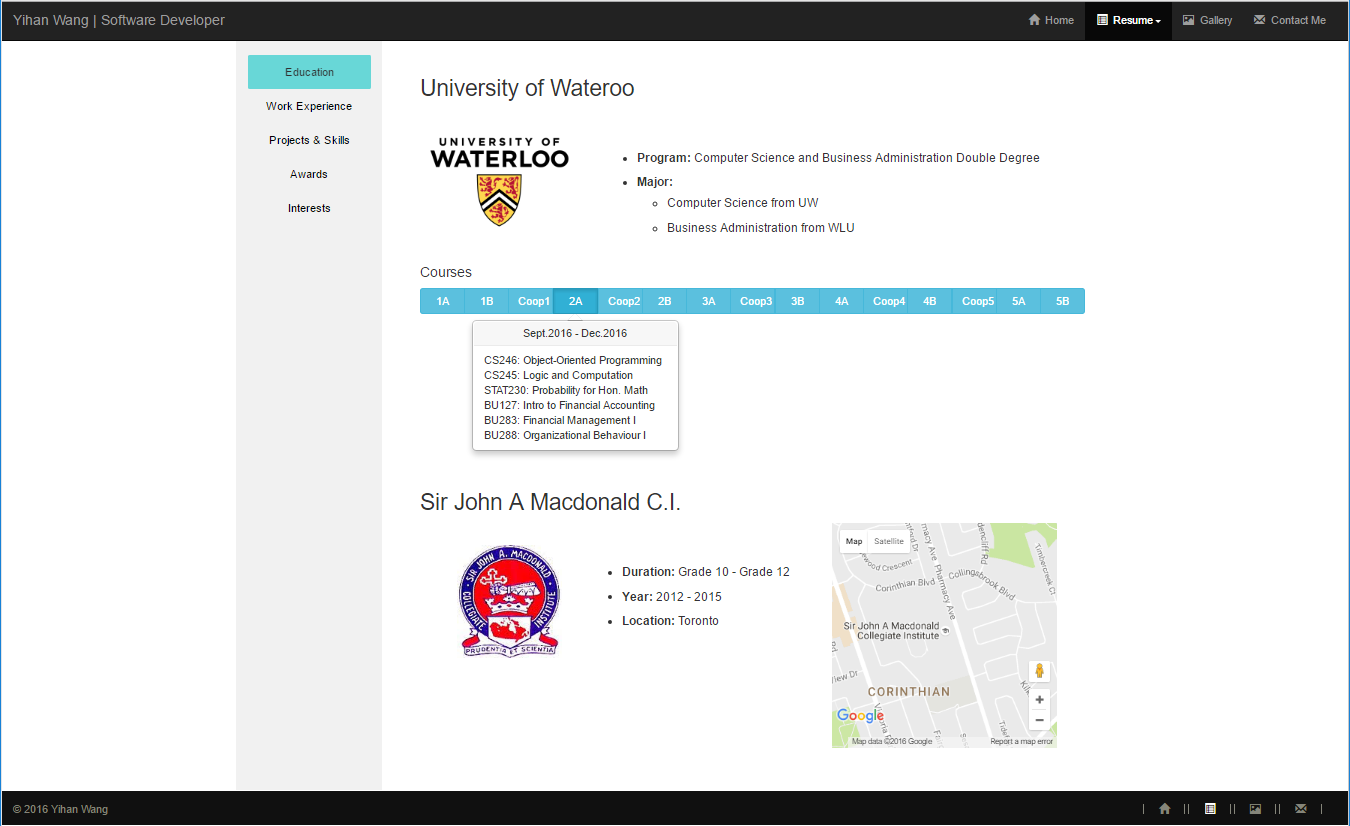 Yihan Wang | Software Developer
Home
Resume
Gallery
Contact Me
Education
Work Experience
Projects & Skills
Awards
Interests
University of Wateroo
UNIVERSITY OF
WATERLOO
Program: Computer Science and Business Administration Double Degree
Major:
Computer Science from UW
Business Administration from WLU
Courses
1A 1B Coop1 2A Coop2 2B 3A Coop3 3B 4A Coop4 4B Coop5 5A 5B
Sept.2016 - Dec.2016
CS246: Object-Oriented Programming
CS245: Logic and Computation
STAT230: Probability for Hon. Math
BU127: Intro to Financial Accounting
BU283: Financial Management I
BU288: Organizational Behaviour I
Sir John A Macdonald C.I.
SIR JOHN A. MACDONALD
COLLEGIATE INSTITUTE
PRUDENTIA ET SCIENTIA
Duration: Grade 10 - Grade 12
Year: 2012 - 2015
Location: Toronto
Map
Satellite
Pharmacy Ave
Collingsbrook Blvd
Timbercreek Ct
Corinthian Blvd
Sir John A Macdonald
Collegiate Institute
View Dr
CORINTHIAN
Google
Map data ©2016 Google
Report a map error
© 2016 Yihan Wang